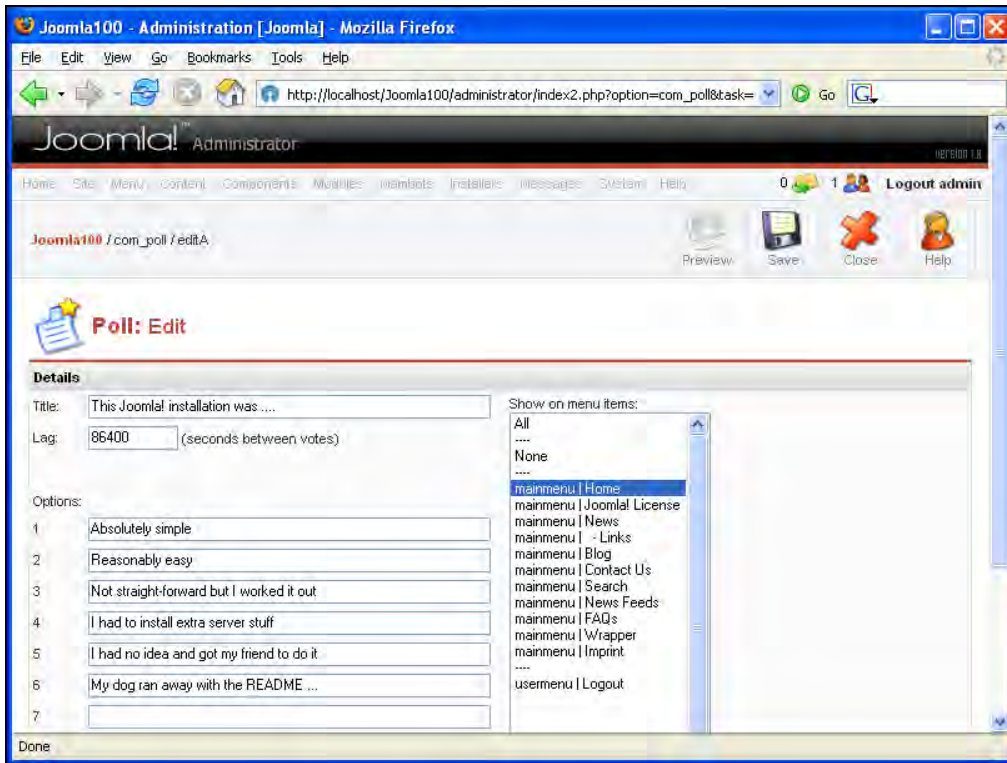 Joomla100 - Administration [Joomla] - Mozilla Firefox
File Edit View Go Bookmarks Tools Help
http://localhost/Joomla100/administrator/index2.php?option=com_poll&task= Go G
Joomla!™ Administrator
Home Site Menu Content Components Modules Mambots Installers Messages System Help 0 1 Logout admin
Joomla100 / com_poll / editA
Preview Save Close Help
Poll: Edit
Details
Title: This Joomla! installation was ....
Lag: 86400 (seconds between votes)
Options:
1 Absolutely simple
2 Reasonably easy
3 Not straight-forward but I worked it out
4 I had to install extra server stuff
5 I had no idea and got my friend to do it
6 My dog ran away with the README ...
7
Show on menu items:
All
----
None
----
mainmenu | Home
mainmenu | Joomla! License
mainmenu | News
mainmenu | - Links
mainmenu | Blog
mainmenu | Contact Us
mainmenu | Search
mainmenu | News Feeds
mainmenu | FAQs
mainmenu | Wrapper
mainmenu | Imprint
----
usermenu | Logout
Done